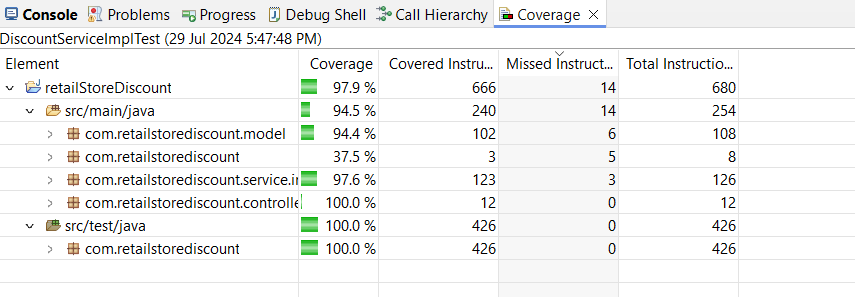 Console Problems Progress Debug Shell Call Hierarchy Coverage
DiscountServiceImplTest (29 Jul 2024 5:47:48 PM)
Element Coverage Covered Instru... Missed Instruct... Total Instructio...
retailStoreDiscount 97.9 % 666 14 680
src/main/java 94.5 % 240 14 254
com.retailstorediscount.model 94.4 % 102 6 108
com.retailstorediscount 37.5 % 3 5 8
com.retailstorediscount.service.i 97.6 % 123 3 126
com.retailstorediscount.controlle 100.0 % 12 0 12
src/test/java 100.0 % 426 0 426
com.retailstorediscount 100.0 % 426 0 426